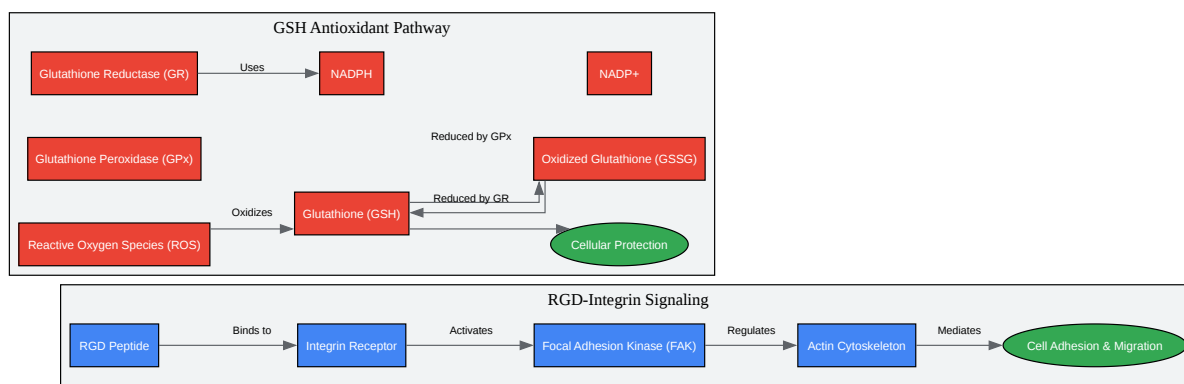 GSH Antioxidant Pathway
Glutathione Reductase (GR)
Uses
NADPH
NADP+
Reduced by GPx
Glutathione Peroxidase (GPx)
Oxidized Glutathione (GSSG)
Reduced by GR
Oxidizes
Glutathione (GSH)
Reactive Oxygen Species (ROS)
Cellular Protection
RGD-Integrin Signaling
RGD Peptide
Binds to
Integrin Receptor
Activates
Focal Adhesion Kinase (FAK)
Regulates
Actin Cytoskeleton
Mediates
Cell Adhesion & Migration